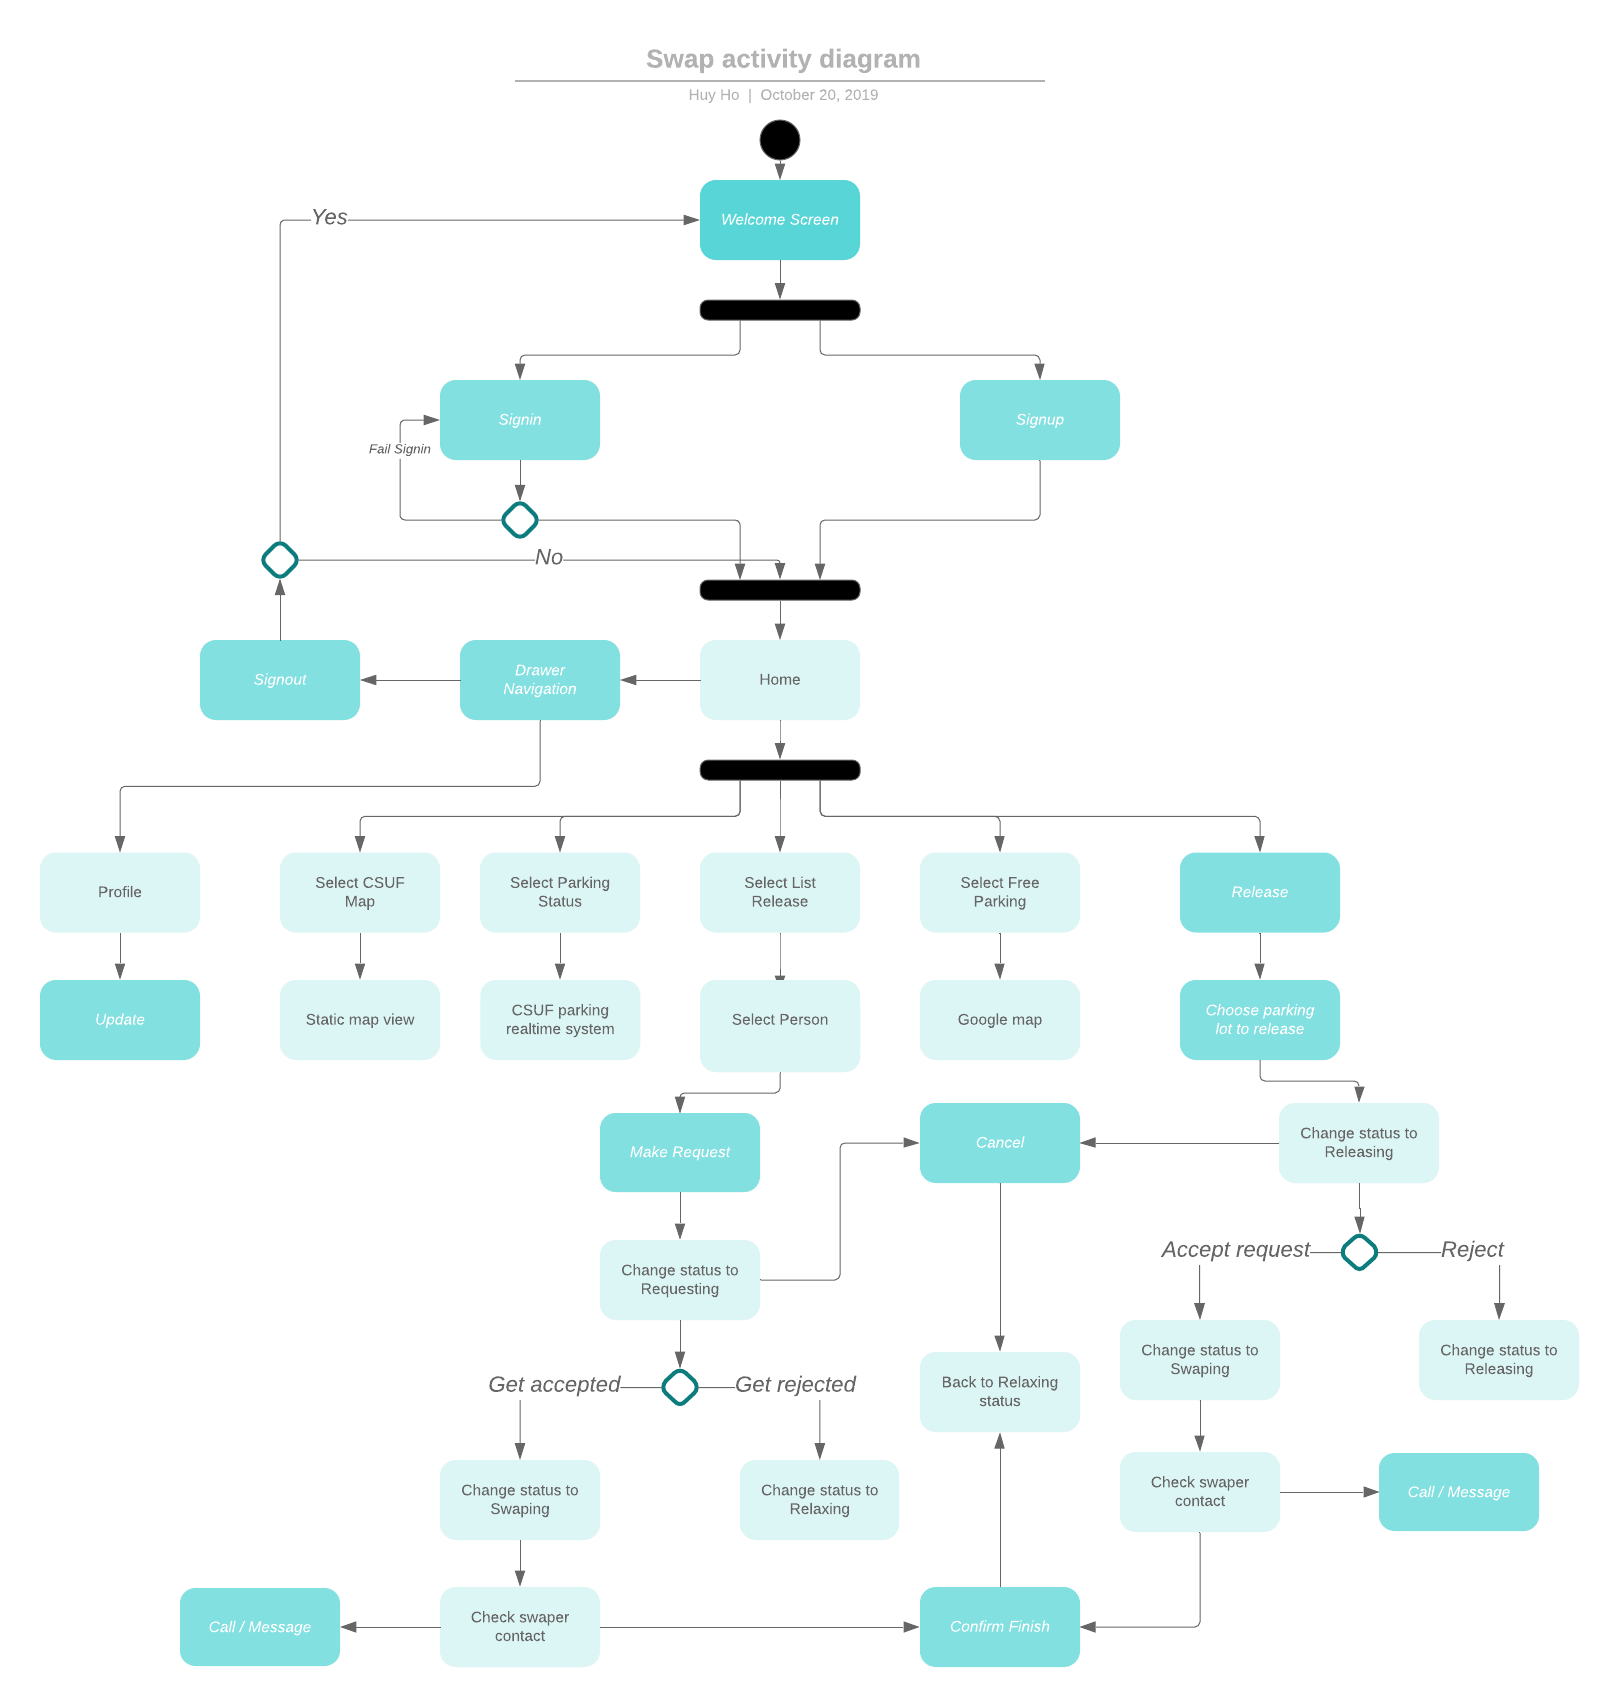 Swap activity diagram
Huy Ho | October 20, 2019
Welcome Screen
Yes
Signin
Signup
Fail Signin
No
Signout
Drawer
Navigation
Home
Profile
Select CSUF
Map
Select Parking
Status
Select List
Release
Select Free
Parking
Release
Update
Static map view
CSUF parking
realtime system
Select Person
Google map
Choose parking
lot to release
Make Request
Cancel
Change status to
Releasing
Accept request
Reject
Change status to
Requesting
Change status to
Swaping
Change status to
Releasing
Get accepted
Get rejected
Back to Relaxing
status
Change status to
Swaping
Change status to
Relaxing
Check swaper
contact
Call / Message
Call / Message
Check swaper
contact
Confirm Finish